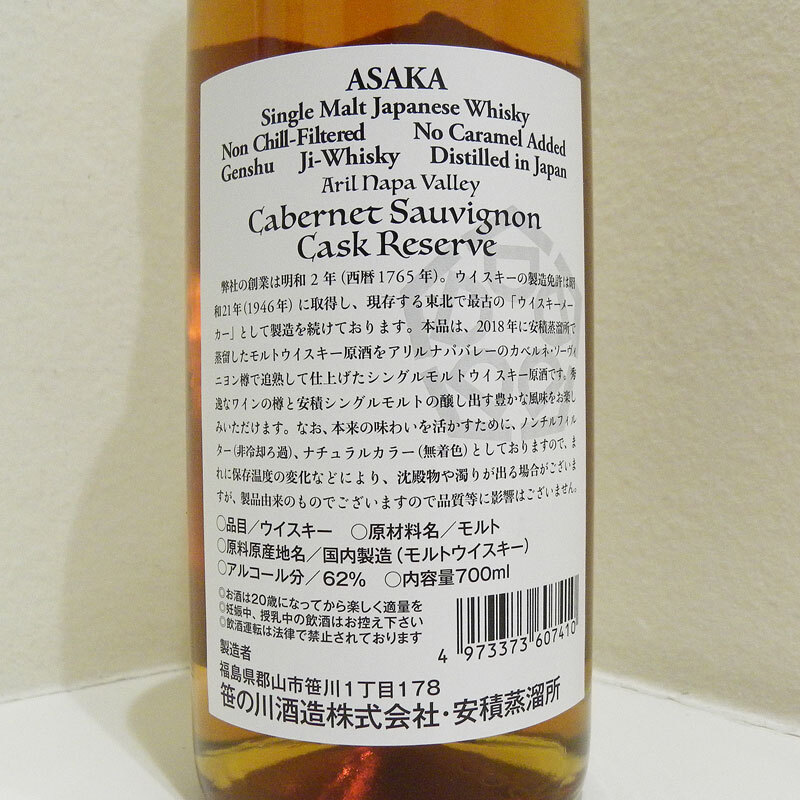 ASAKA
Single Malt Japanese Whisky
Non Chill-Filtered No Caramel Added
Genshu Ji-Whisky Distilled in Japan
Aril Napa Valley
Cabernet Sauvignon
Cask Reserve
弊社の創業は明和2年(西暦1765年)。ウイスキーの製造免許は昭
和21年(1946年)に取得し、現存する東北で最古の「ウイスキーメー
カー」として製造を続けております。本品は、2018年に安積蒸溜所で
蒸留したモルトウイスキー原酒をアリルナパバレーのカベルネ・ソーヴィ
ニヨン樽で追熟して仕上げたシングルモルトウイスキー原酒です。秀
逸なワインの樽と安積シングルモルトの醸し出す豊かな風味をお楽し
みいただけます。なお、本来の味わいを活かすために、ノンチルフィル
ター(非冷却ろ過)、ナチュラルカラー(無着色)としておりますので、ま
れに保存温度の変化などにより、沈殿物や濁りが出る場合がございま
すが、製品由来のものでございますので品質等に影響はございません。
○品目/ウイスキー ○原材料名/モルト
○原料原産地名/国内製造(モルトウイスキー)
○アルコール分/62% ○内容量700ml
◎お酒は20歳になってから楽しく適量を
◎妊娠中、授乳中の飲酒はお控え下さい
◎飲酒運転は法律で禁止されております
4 973373 607410
製造者
福島県郡山市笹川1丁目178
笹の川酒造株式会社・安積蒸溜所